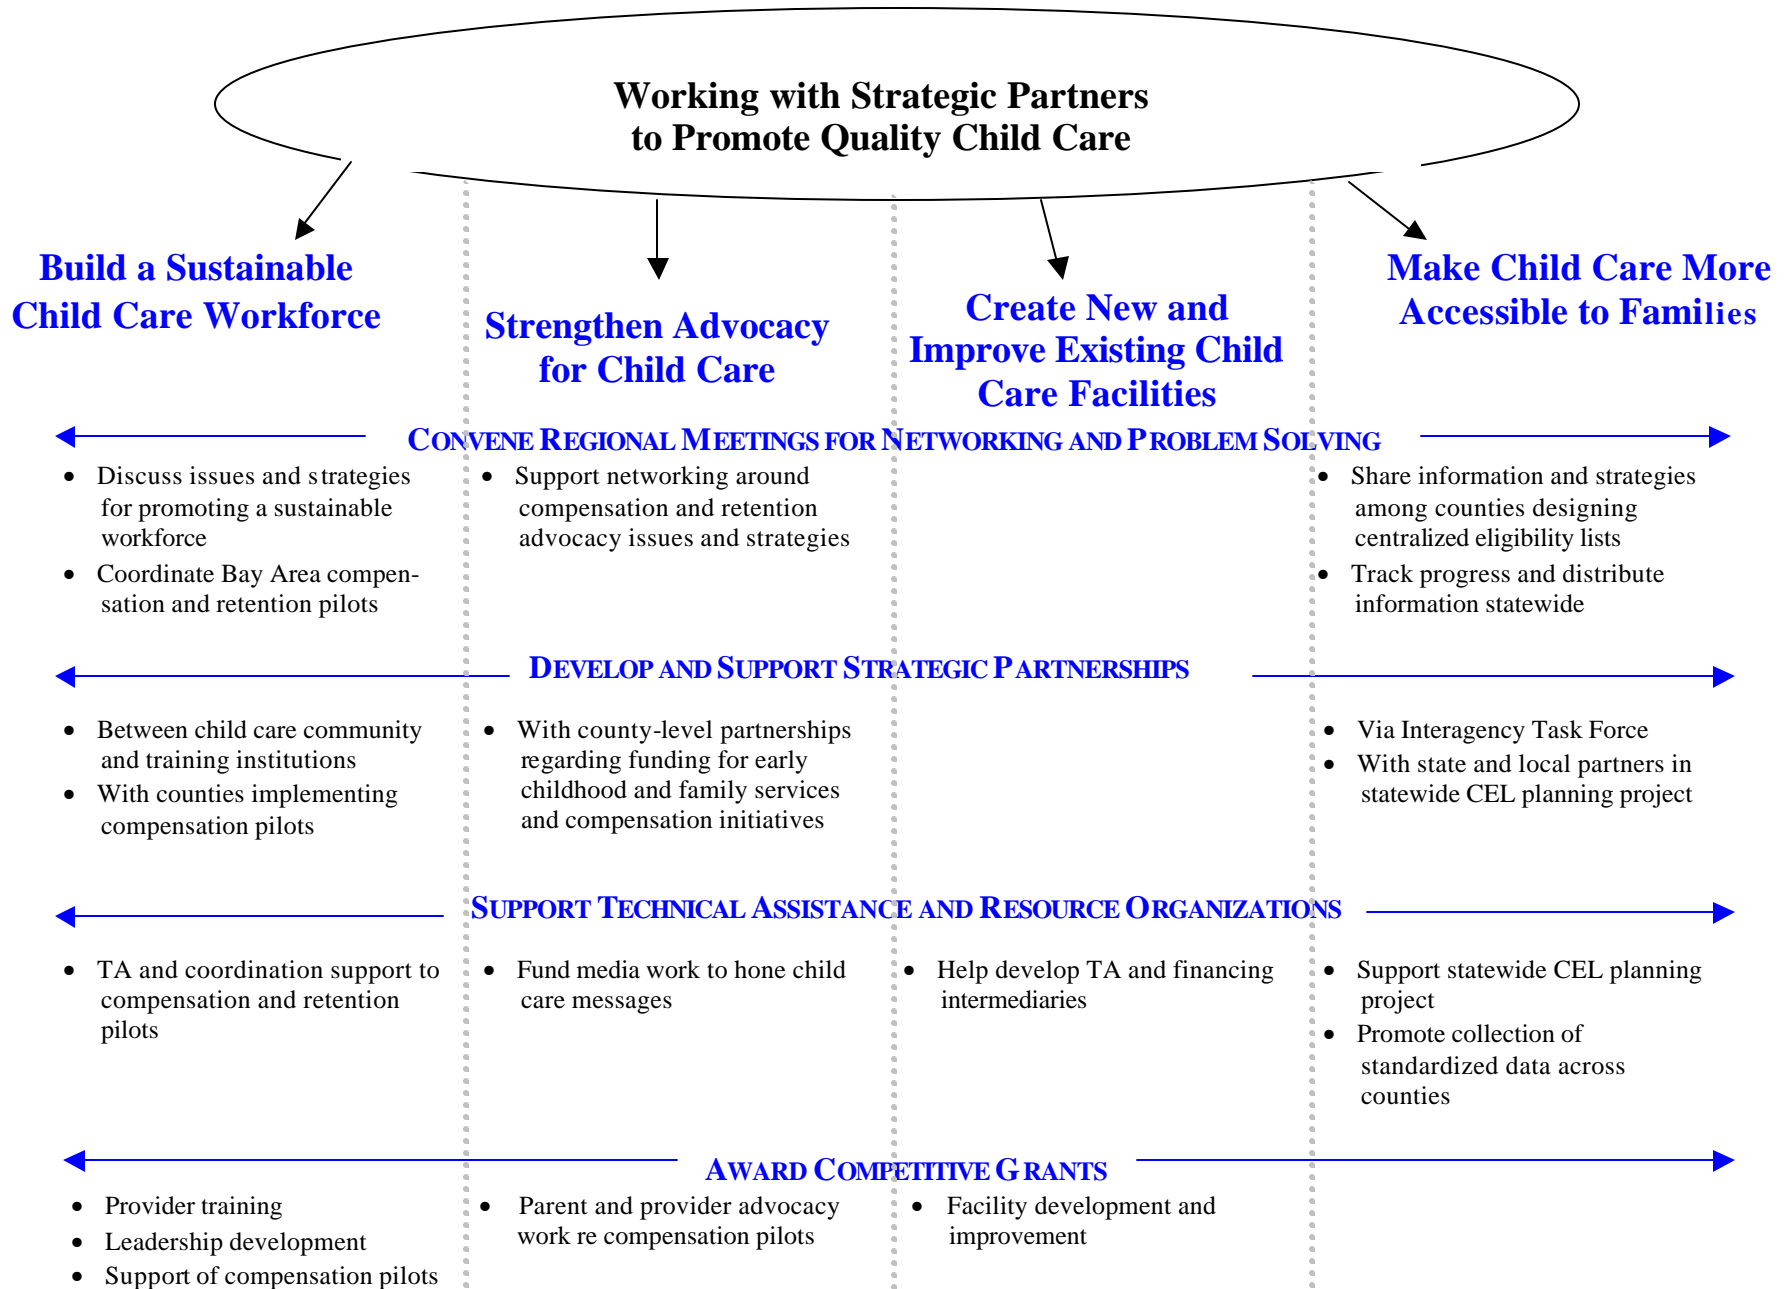 Working with Strategic Partners
to Promote Quality Child Care
Build a Sustainable
Child Care Workforce
Strengthen Advocacy
for Child Care
Create New and
Improve Existing Child
Care Facilities
Make Child Care More
Accessible to Families
CONVENE REGIONAL MEETINGS FOR NETWORKING AND PROBLEM SOLVING
• Discuss issues and strategies
for promoting a sustainable
workforce
• Coordinate Bay Area compen-
sation and retention pilots
• Support networking around
compensation and retention
advocacy issues and strategies
• Share information and strategies
among counties designing
centralized eligibility lists
• Track progress and distribute
information statewide
DEVELOP AND SUPPORT STRATEGIC PARTNERSHIPS
• Between child care community
and training institutions
• With counties implementing
compensation pilots
• With county-level partnerships
regarding funding for early
childhood and family services
and compensation initiatives
• Via Interagency Task Force
• With state and local partners in
statewide CEL planning project
SUPPORT TECHNICAL ASSISTANCE AND RESOURCE ORGANIZATIONS
• TA and coordination support to
compensation and retention
pilots
• Fund media work to hone child
care messages
• Help develop TA and financing
intermediaries
• Support statewide CEL planning
project
• Promote collection of
standardized data across
counties
AWARD COMPETITIVE GRANTS
• Provider training
• Leadership development
• Support of compensation pilots
• Parent and provider advocacy
work re compensation pilots
• Facility development and
improvement